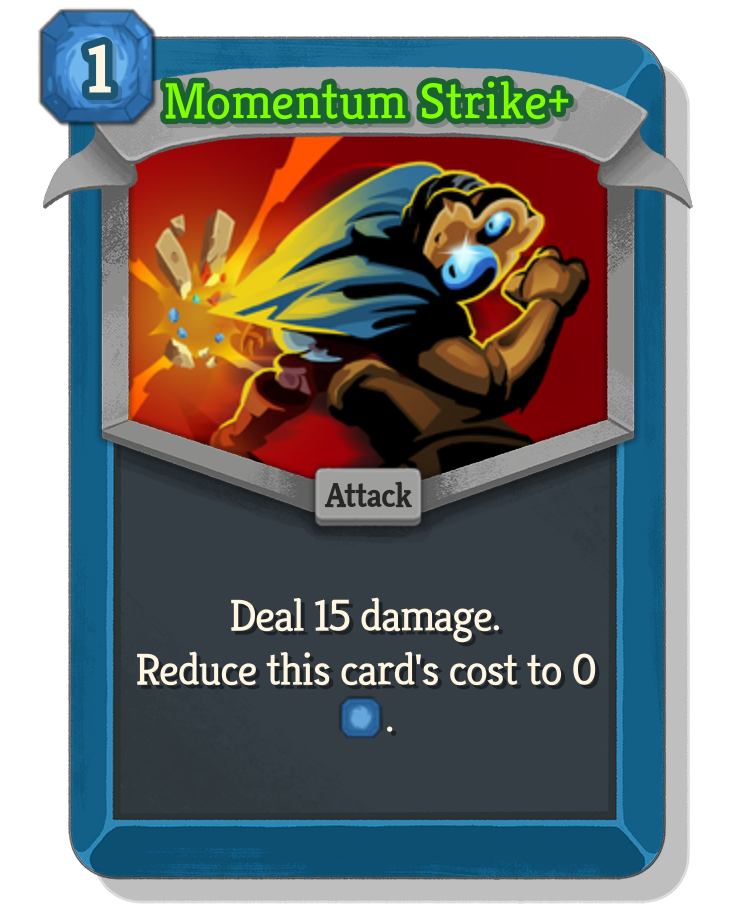 1
Momentum Strike+
Attack
Deal 15 damage.
Reduce this card's cost to 0
.